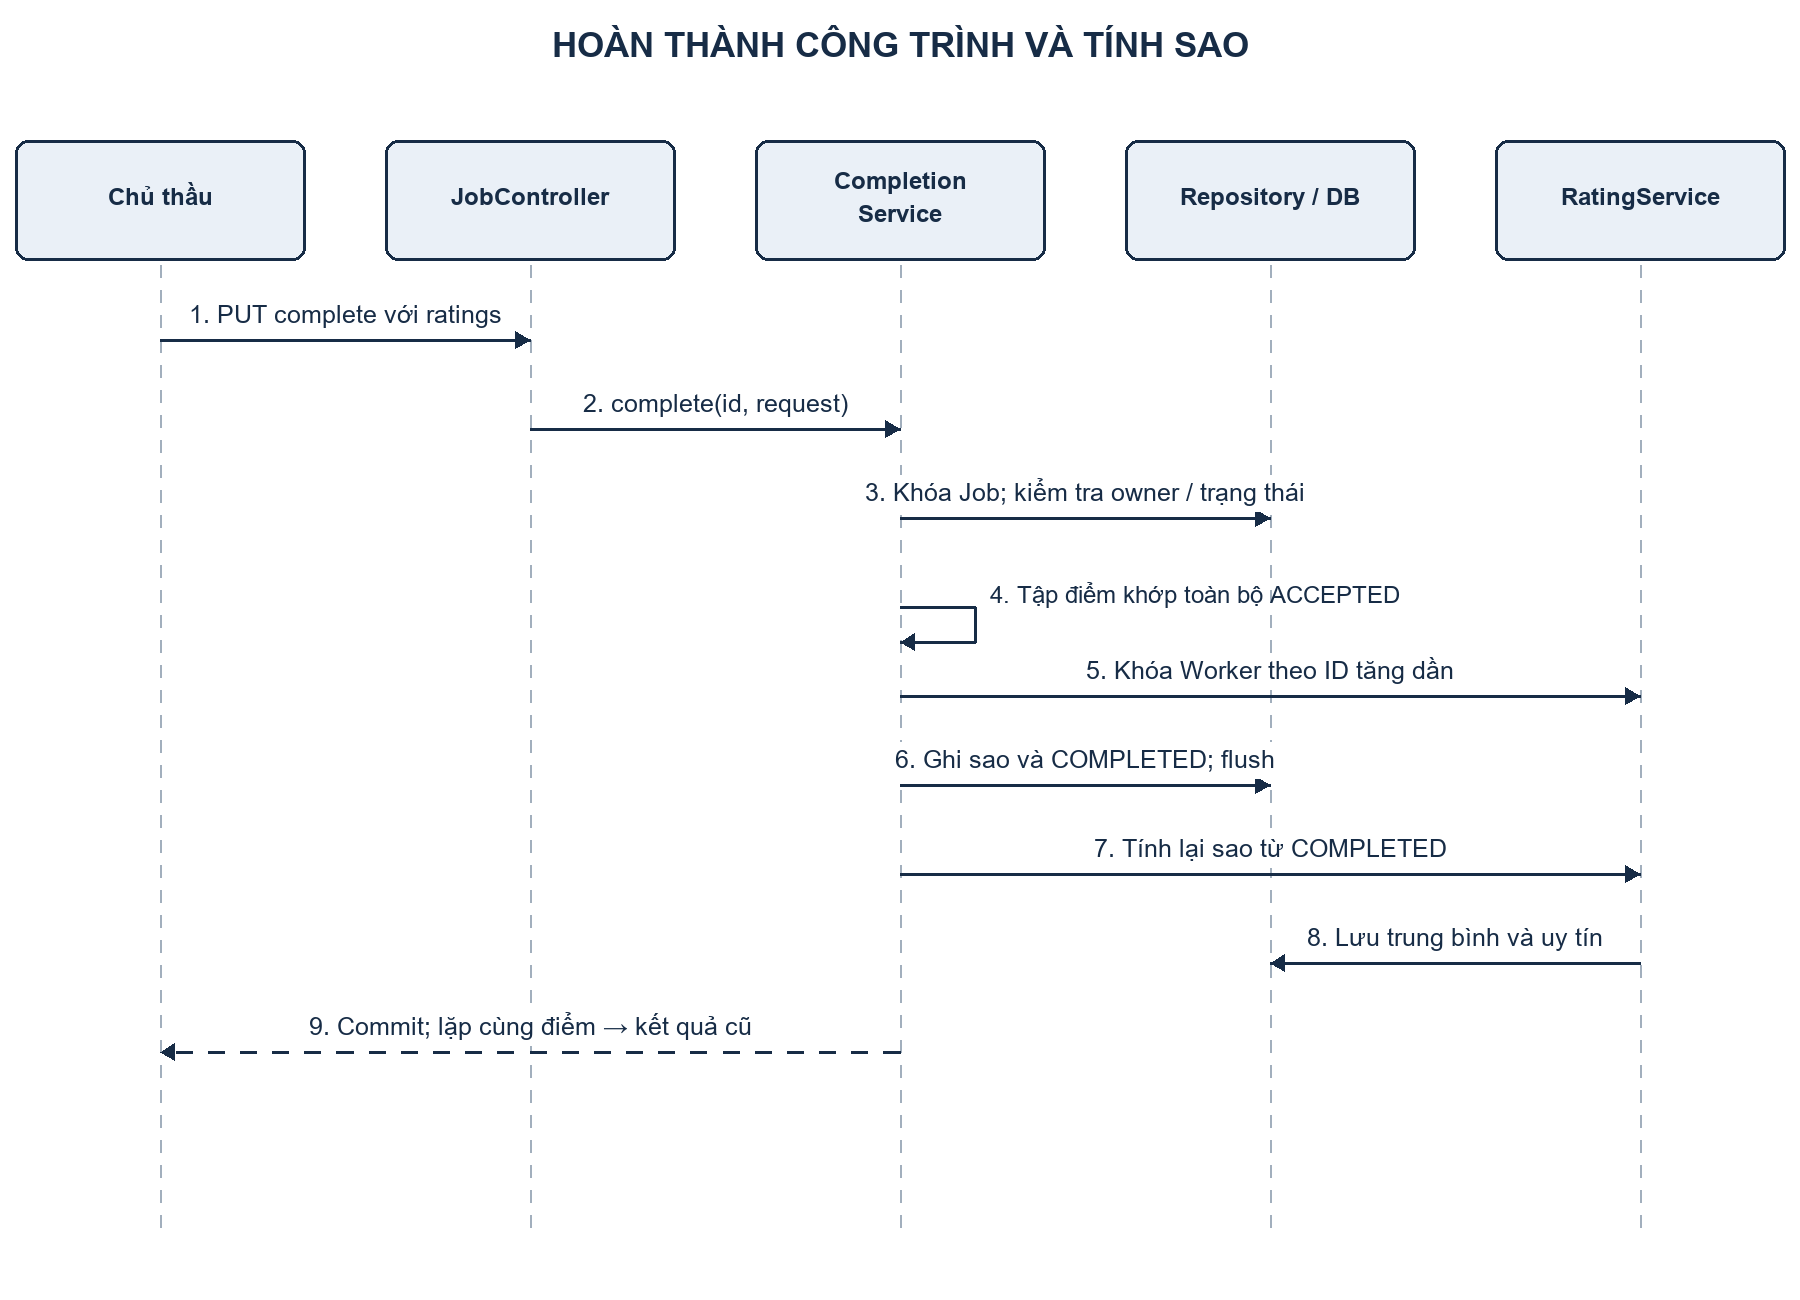 HOÀN THÀNH CÔNG TRÌNH VÀ TÍNH SAO
Chủ thầu
JobController
Completion
Service
Repository / DB
RatingService
1. PUT complete với ratings
2. complete(id, request)
3. Khóa Job; kiểm tra owner / trạng thái
4. Tập điểm khớp toàn bộ ACCEPTED
5. Khóa Worker theo ID tăng dần
6. Ghi sao và COMPLETED; flush
7. Tính lại sao từ COMPLETED
8. Lưu trung bình và uy tín
9. Commit; lặp cùng điểm → kết quả cũ